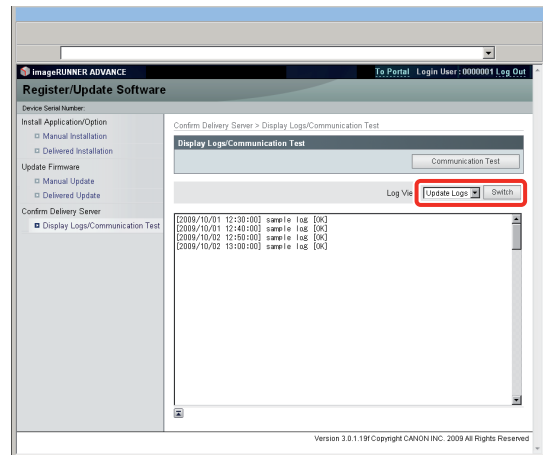 imageRUNNER ADVANCE
To Portal Login User : 0000001 Log Out
Register/Update Software
Device Serial Number:
Install Application/Option
Manual Installation
Delivered Installation
Update Firmware
Manual Update
Delivered Update
Confirm Delivery Server
Display Logs/Communication Test
Confirm Delivery Server > Display Logs/Communication Test
Display Logs/Communication Test
Communication Test
Log Vie Update Logs Switch
[2009/10/01 12:30:00] sample log [OK]
[2009/10/01 12:40:00] sample log [OK]
[2009/10/02 12:50:00] sample log [OK]
[2009/10/02 13:00:00] sample log [OK]
Version 3.0.1.19f Copyright CANON INC. 2009 All Rights Reserved